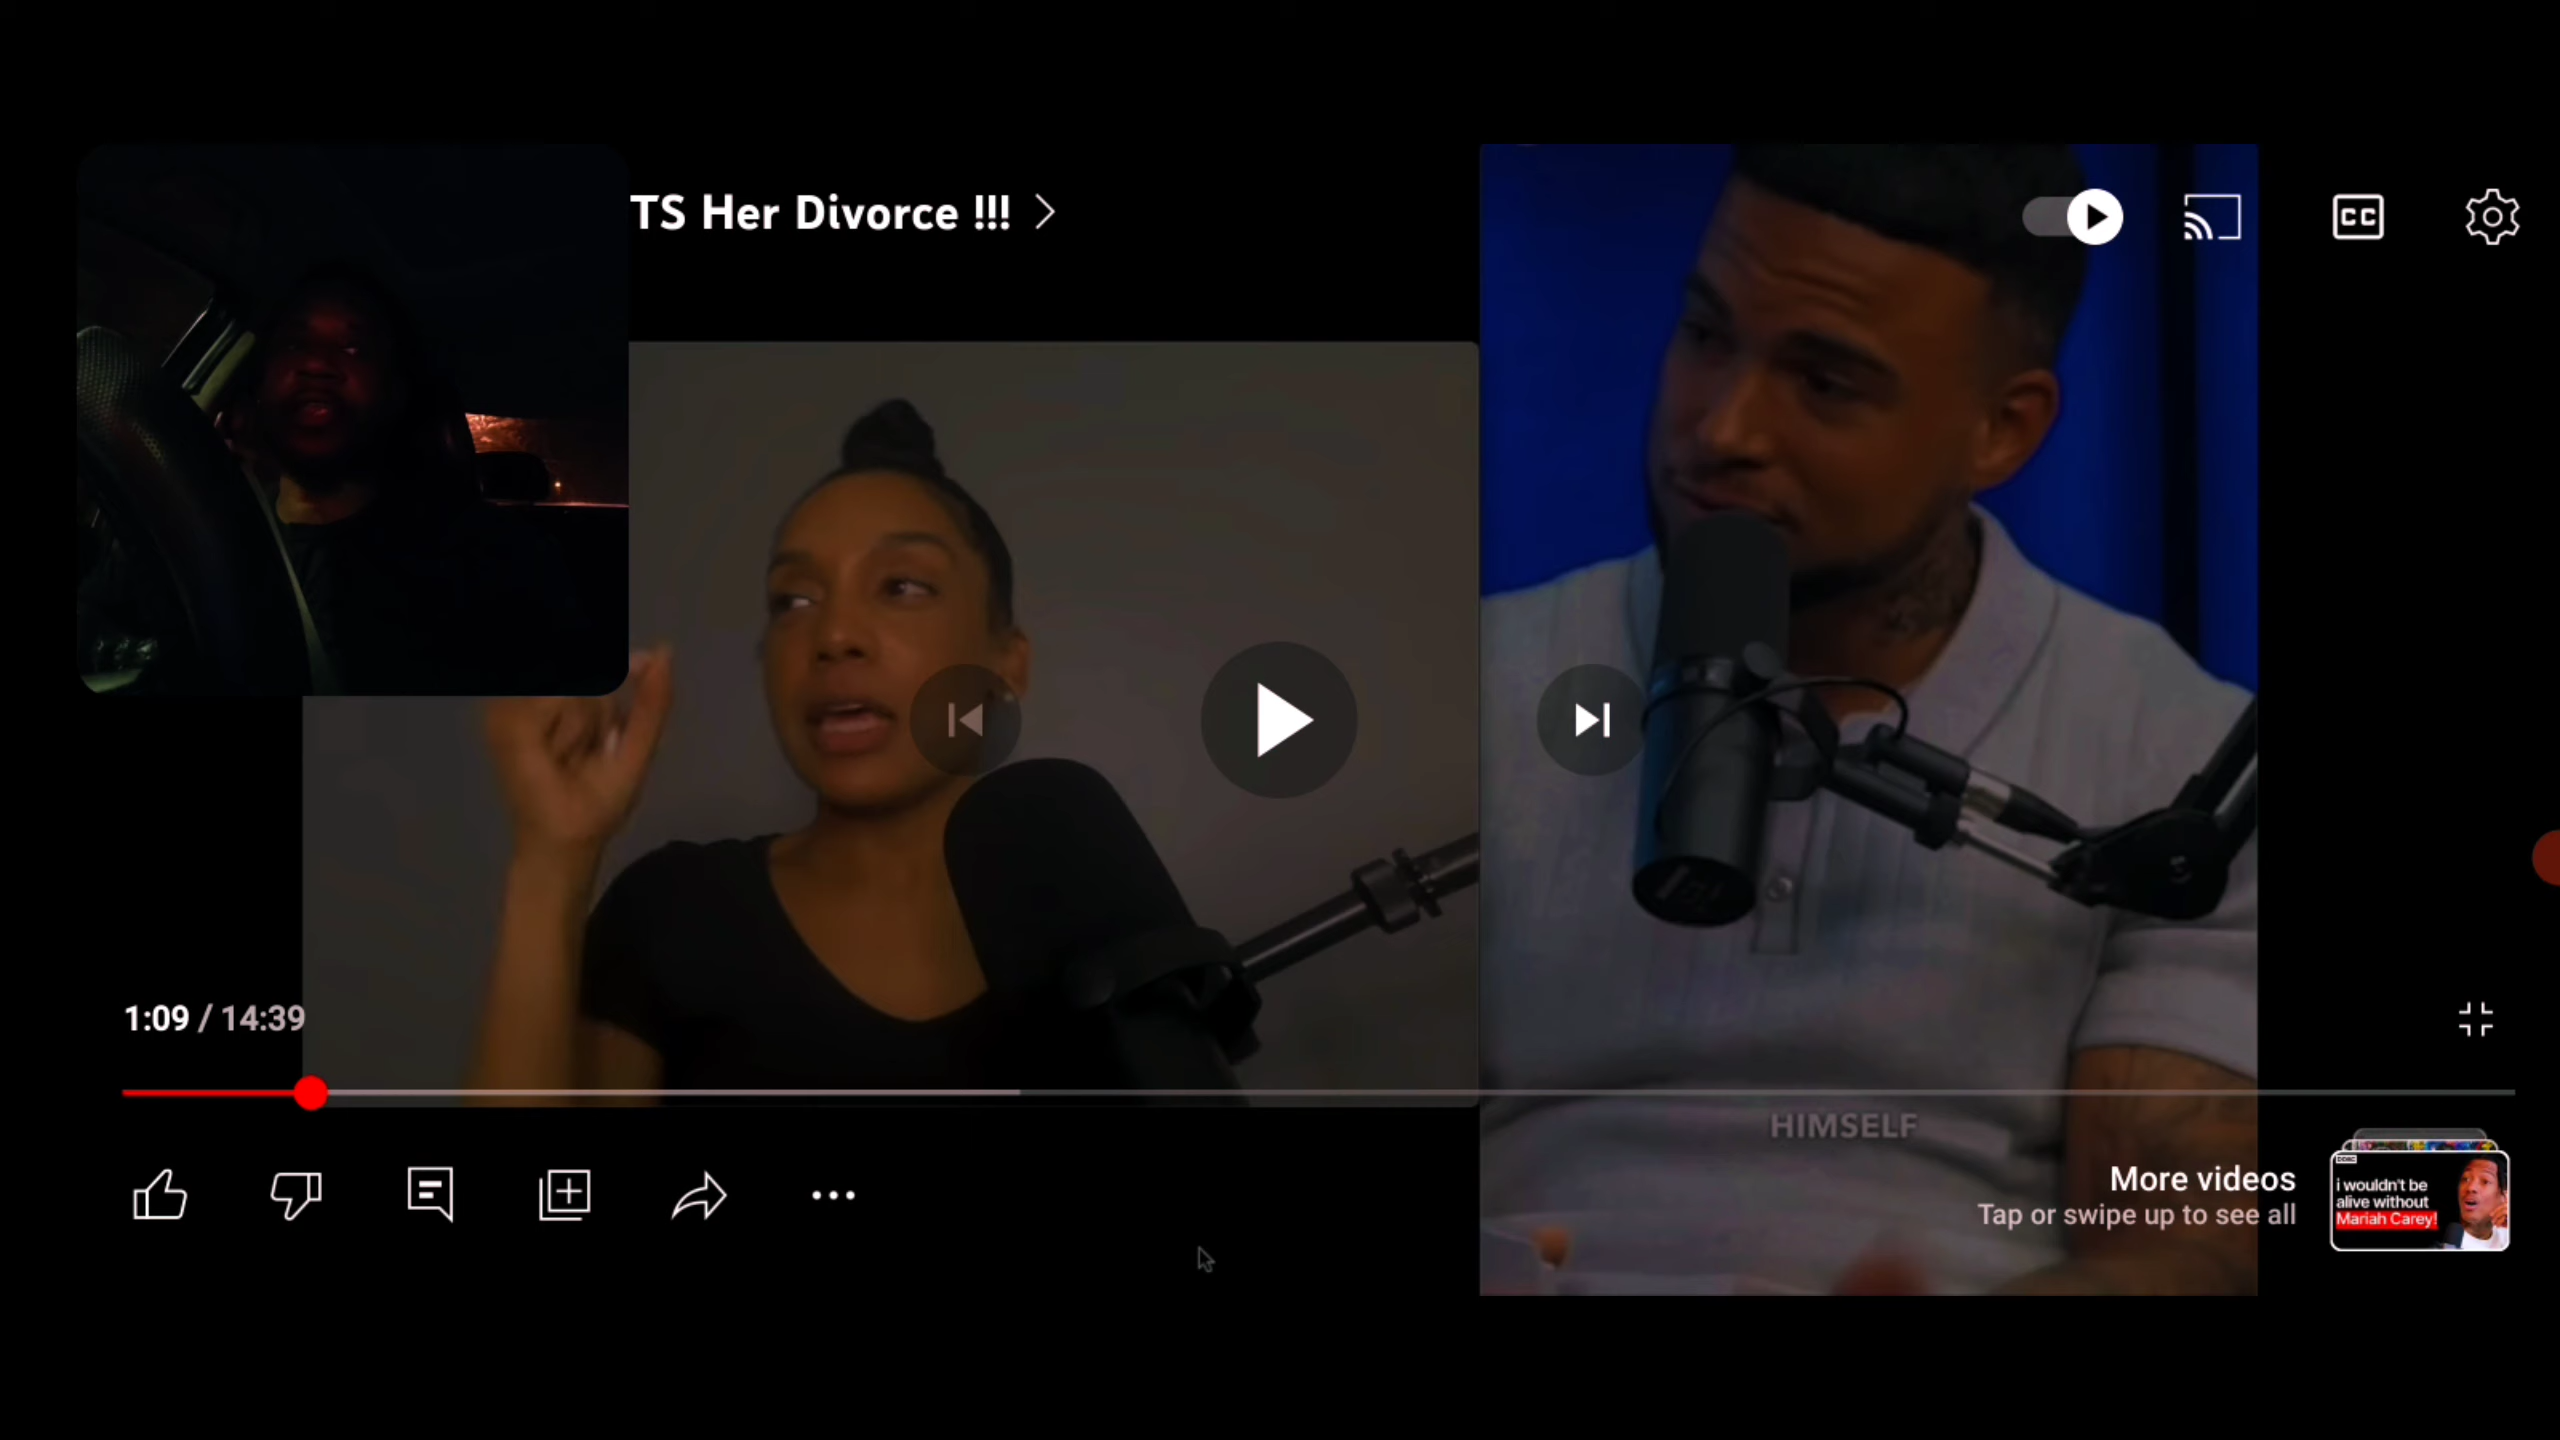 TS Her Divorce !!!
CC
1:09 / 14:39
HIMSELF
More videos
Tap or swipe up to see all
i wouldn't be
alive without
Mariah Carey!